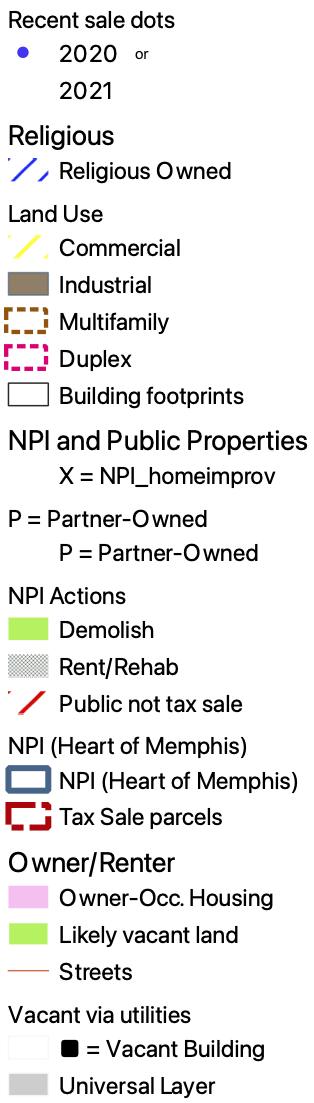 Recent sale dots
2020 or
2021
Religious
Religious Owned
Land Use
Commercial
Industrial
Multifamily
Duplex
Building footprints
NPI and Public Properties
X = NPI_homeimprov
P = Partner-Owned
P = Partner-Owned
NPI Actions
Demolish
Rent/Rehab
Public not tax sale
NPI (Heart of Memphis)
NPI (Heart of Memphis)
Tax Sale parcels
Owner/Renter
Owner-Occ. Housing
Likely vacant land
Streets
Vacant via utilities
= Vacant Building
Universal Layer